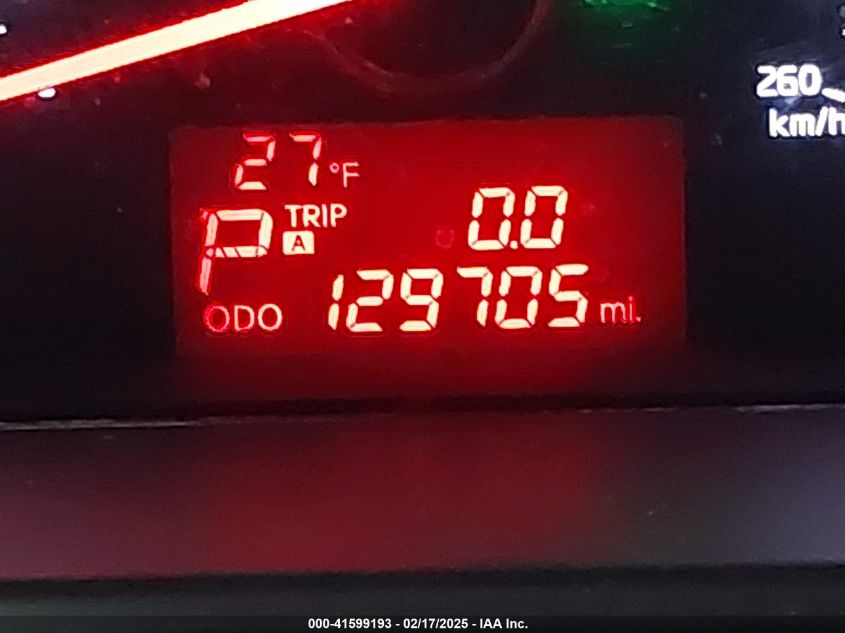 260
km/h
27°F
P TRIP A 0.0
ODO 129705 mi.
000-41599193 - 02/17/2025 - IAA Inc.